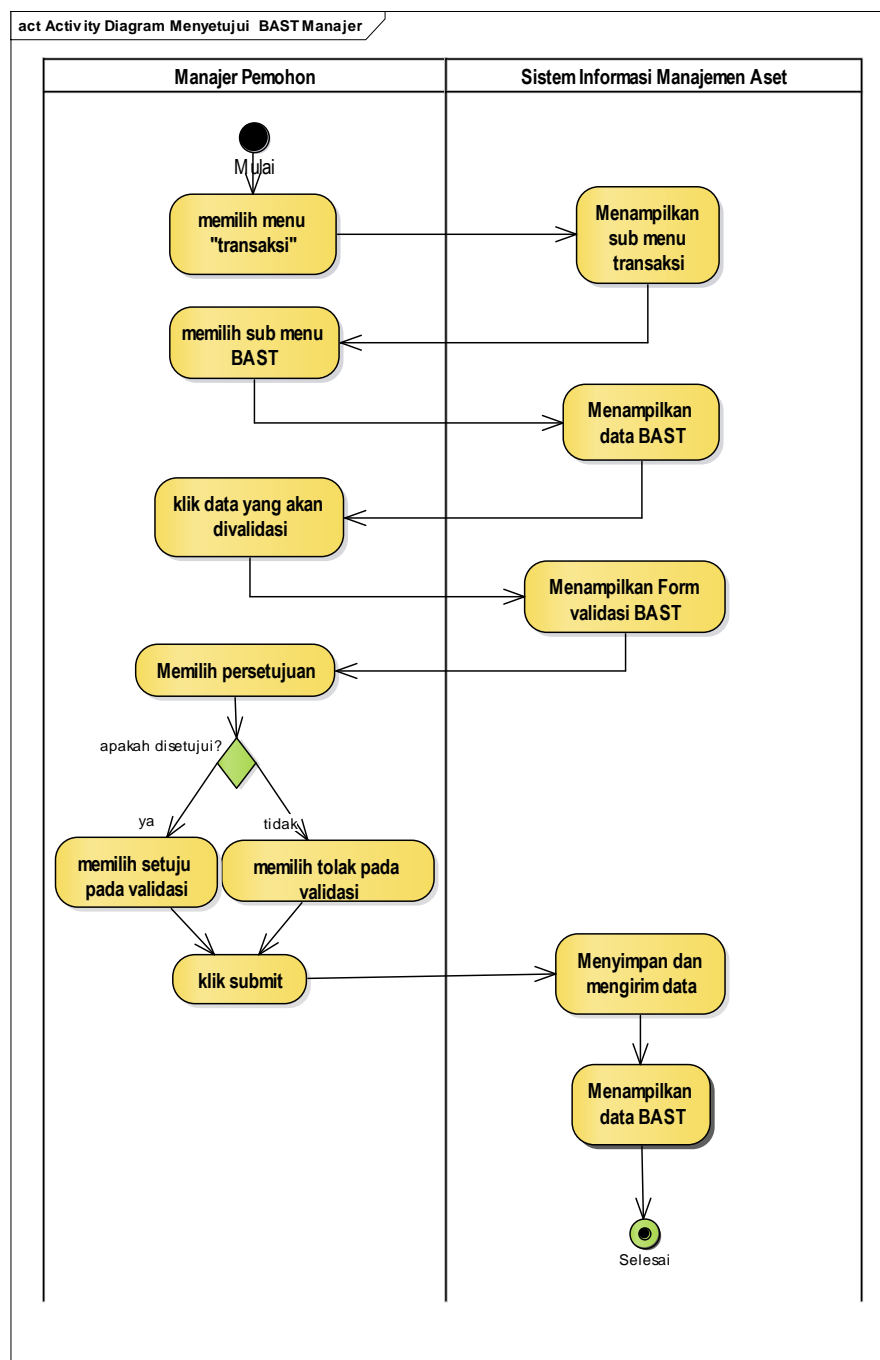 act Activity Diagram Menyetujui BAST Manajer
Manajer Pemohon
Sistem Informasi Manajemen Aset
Mulai
memilih menu
"transaksi"
Menampilkan
sub menu
transaksi
memilih sub menu
BAST
Menampilkan
data BAST
klik data yang akan
divalidasi
Menampilkan Form
validasi BAST
Memilih persetujuan
apakah disetujui?
ya
tidak
memilih setuju
pada validasi
memilih tolak pada
validasi
klik submit
Menyimpan dan
mengirim data
Menampilkan
data BAST
Selesai